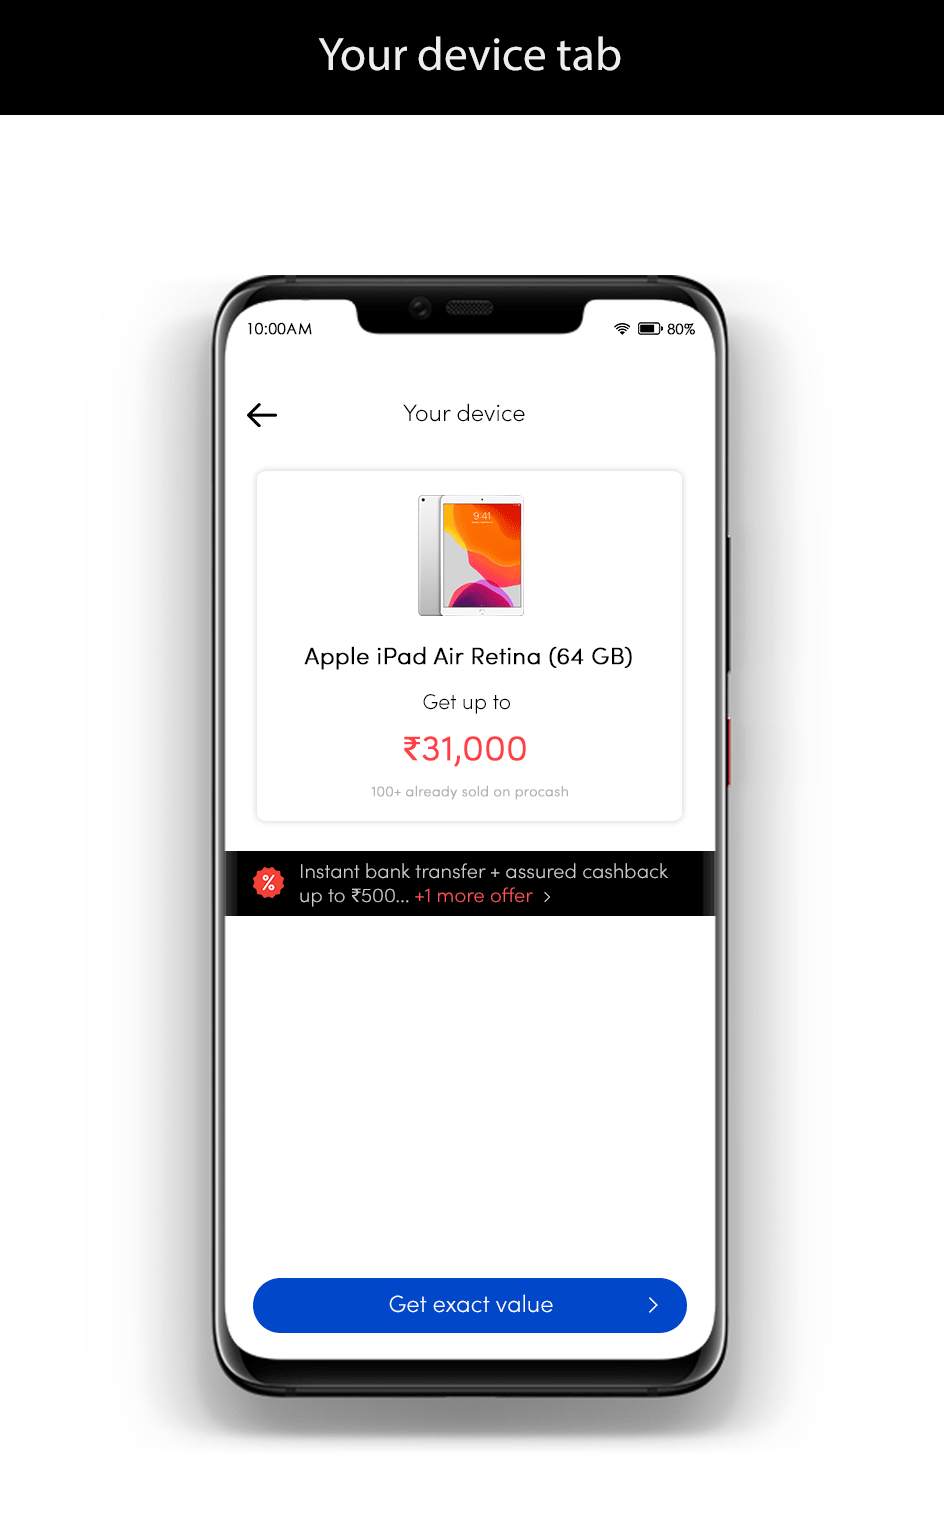 Your device tab
10:00AM
80%
Your device
9:41
Apple iPad Air Retina (64 GB)
Get up to
₹31,000
100+ already sold on procash
%
Instant bank transfer + assured cashback
up to ₹500... +1 more offer >
Get exact value >